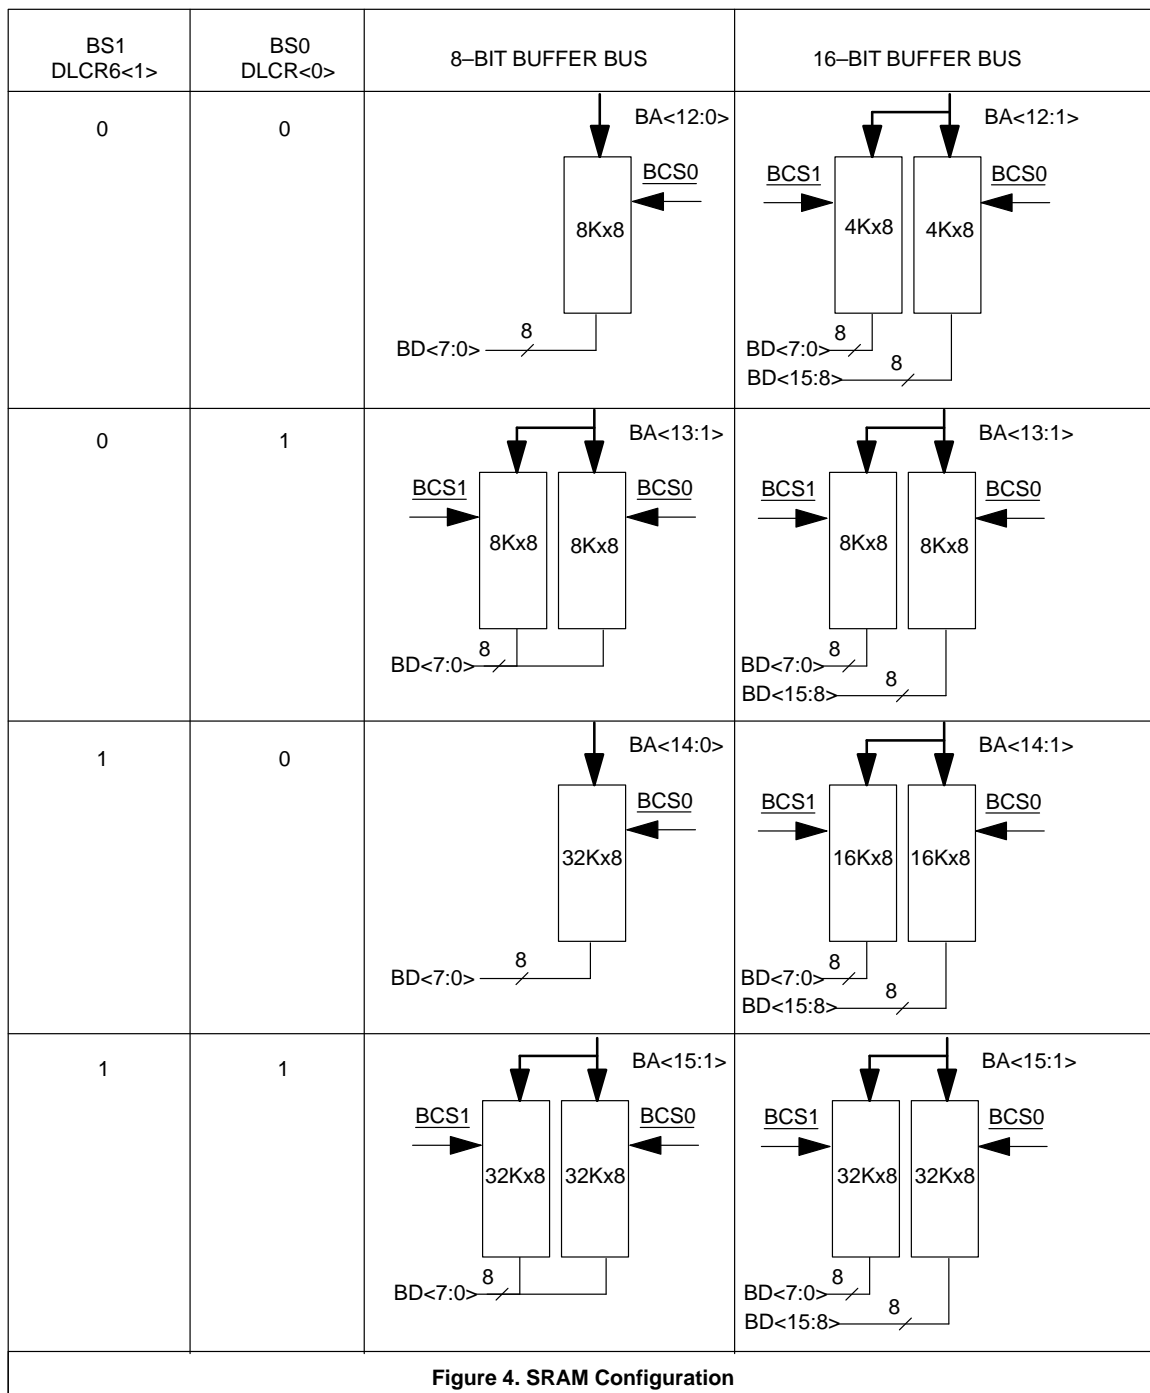 BS1
DLCR6<1>
BS0
DLCR<0>
8–BIT BUFFER BUS
16–BIT BUFFER BUS
0
0
BA<12:0>
BCS0
8Kx8
8
BD<7:0>
BA<12:1>
BCS1
BCS0
4Kx8
4Kx8
8
BD<7:0>
8
BD<15:8>
0
1
BA<13:1>
BCS1
BCS0
8Kx8
8Kx8
8
BD<7:0>
BA<13:1>
BCS1
BCS0
8Kx8
8Kx8
8
BD<7:0>
8
BD<15:8>
1
0
BA<14:0>
BCS0
32Kx8
8
BD<7:0>
BA<14:1>
BCS1
BCS0
16Kx8
16Kx8
8
BD<7:0>
8
BD<15:8>
1
1
BA<15:1>
BCS1
BCS0
32Kx8
32Kx8
8
BD<7:0>
BA<15:1>
BCS1
BCS0
32Kx8
32Kx8
8
BD<7:0>
8
BD<15:8>
Figure 4. SRAM Configuration